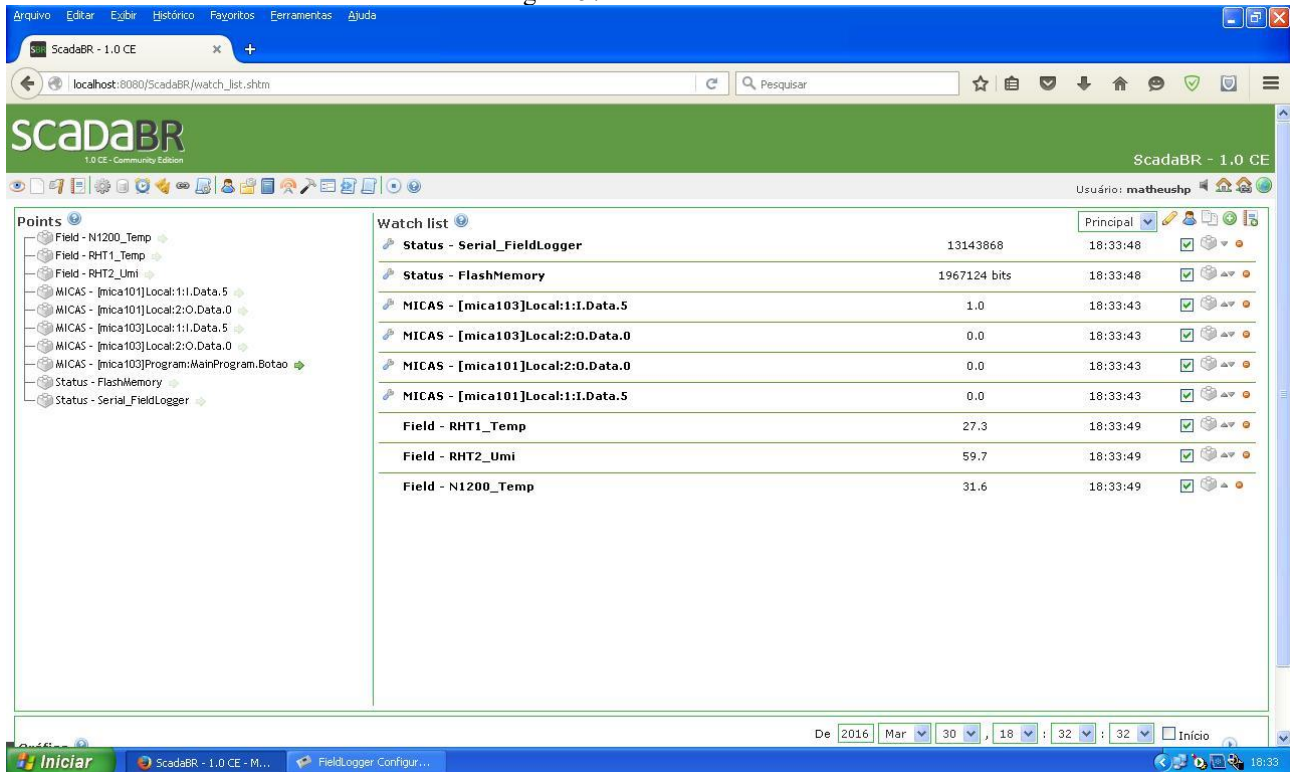 Arquivo Editar Exibir Histórico Favoritos Ferramentas Ajuda
SBR ScadaBR - 1.0 CE
localhost:8080/ScadaBR/watch_list.shtm
Pesquisar
SCADABR
1.0 CE - Community Edition
ScadaBR - 1.0 CE
Usuário: matheushp
Points
Field - N1200_Temp
Field - RHT1_Temp
Field - RHT2_Umi
MICAS - [mica101]Local:1:I.Data.5
MICAS - [mica101]Local:2:O.Data.0
MICAS - [mica103]Local:1:I.Data.5
MICAS - [mica103]Local:2:O.Data.0
MICAS - [mica103]Program:MainProgram.Botao
Status - FlashMemory
Status - Serial_FieldLogger
Watch list
Principal
Status - Serial_FieldLogger 13143868 18:33:48
Status - FlashMemory 1967124 bits 18:33:48
MICAS - [mica103]Local:1:I.Data.5 1.0 18:33:43
MICAS - [mica103]Local:2:O.Data.0 0.0 18:33:43
MICAS - [mica101]Local:2:O.Data.0 0.0 18:33:43
MICAS - [mica101]Local:1:I.Data.5 0.0 18:33:43
Field - RHT1_Temp 27.3 18:33:49
Field - RHT2_Umi 59.7 18:33:49
Field - N1200_Temp 31.6 18:33:49
De 2016 Mar 30 , 18 : 32 : 32 Início
Iniciar
ScadaBR - 1.0 CE - M...
FieldLogger Configur...
18:33